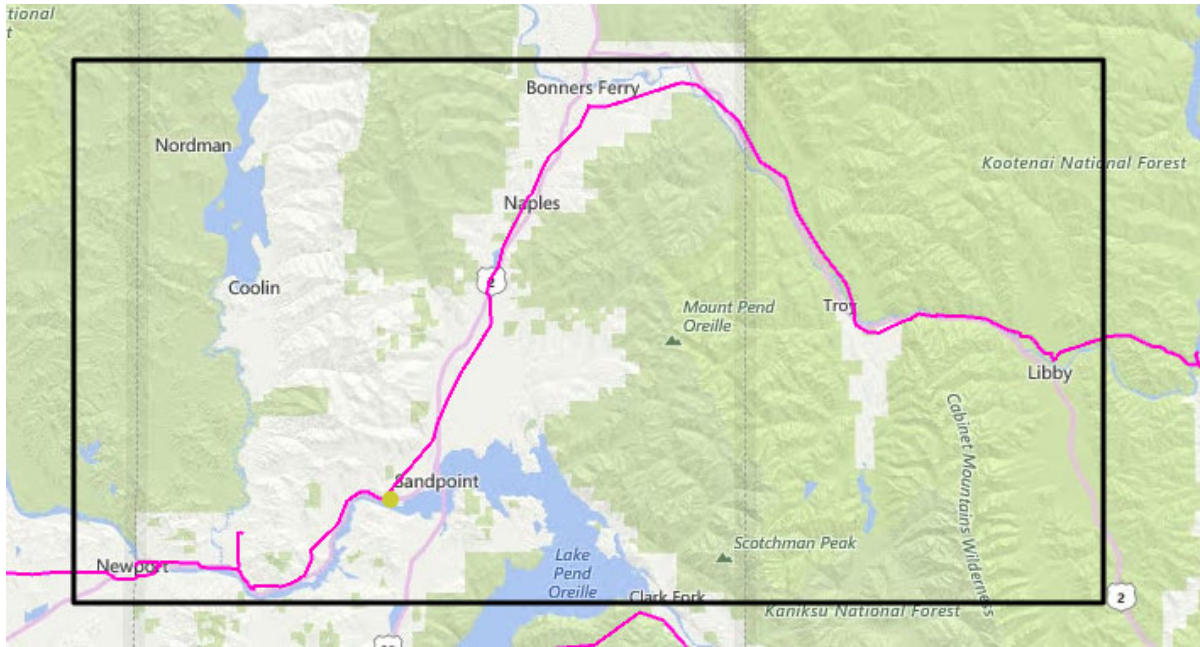 tional
t
Bonners Ferry
Nordman
Kootenai National Forest
Naples
Coolin
2
Mount Pend
Oreille
Troy
Libby
Cabinet Mountains Wilderness
Sandpoint
Scotchman Peak
Newport
Lake
Pend
Oreille
Clark Fork
Kaniksu National Forest
2